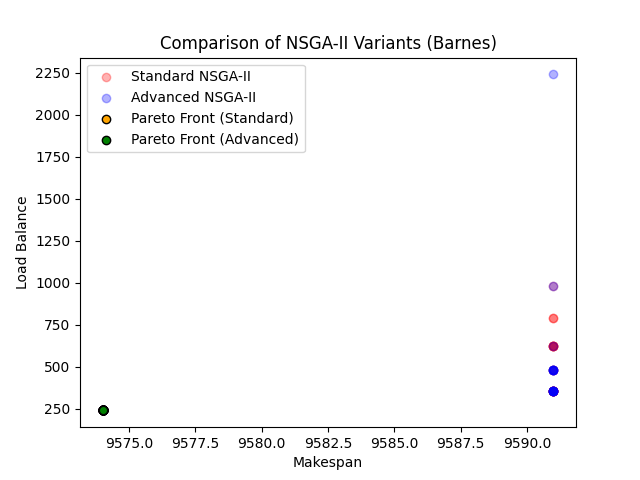 Comparison of NSGA-II Variants (Barnes)
Standard NSGA-II
Advanced NSGA-II
Pareto Front (Standard)
Pareto Front (Advanced)
2250
2000
1750
1500
1250
1000
750
500
250
Load Balance
9575.0 9577.5 9580.0 9582.5 9585.0 9587.5 9590.0
Makespan